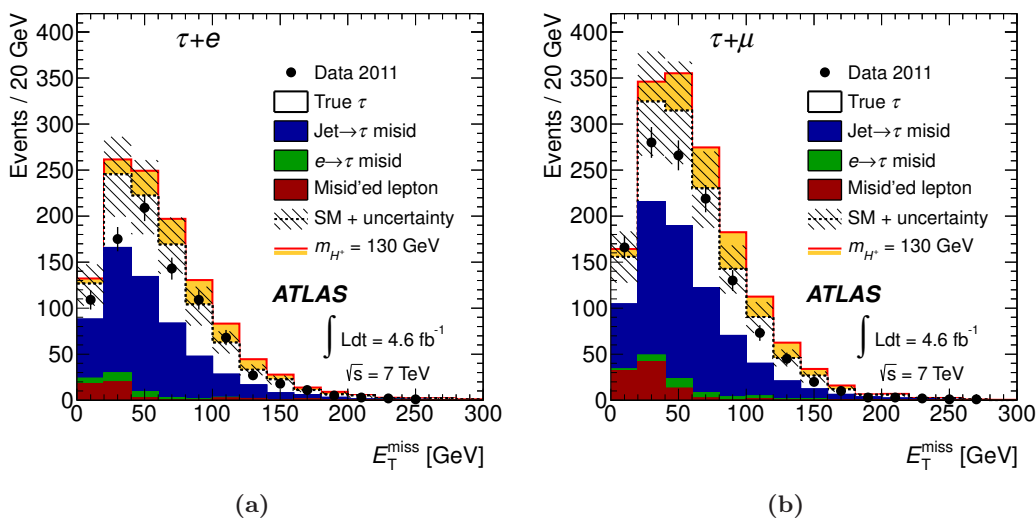 Events / 20 GeV
400
350
300
250
200
150
100
50
0
τ+e
Data 2011
True τ
Jet→τ misid
e→τ misid
Misid'ed lepton
SM + uncertainty
m_H⁺ = 130 GeV
ATLAS
∫ Ldt = 4.6 fb⁻¹
√s = 7 TeV
0 50 100 150 200 250 300
E_T^miss [GeV]
(a)
Events / 20 GeV
400
350
300
250
200
150
100
50
0
τ+μ
Data 2011
True τ
Jet→τ misid
e→τ misid
Misid'ed lepton
SM + uncertainty
m_H⁺ = 130 GeV
ATLAS
∫ Ldt = 4.6 fb⁻¹
√s = 7 TeV
0 50 100 150 200 250 300
E_T^miss [GeV]
(b)